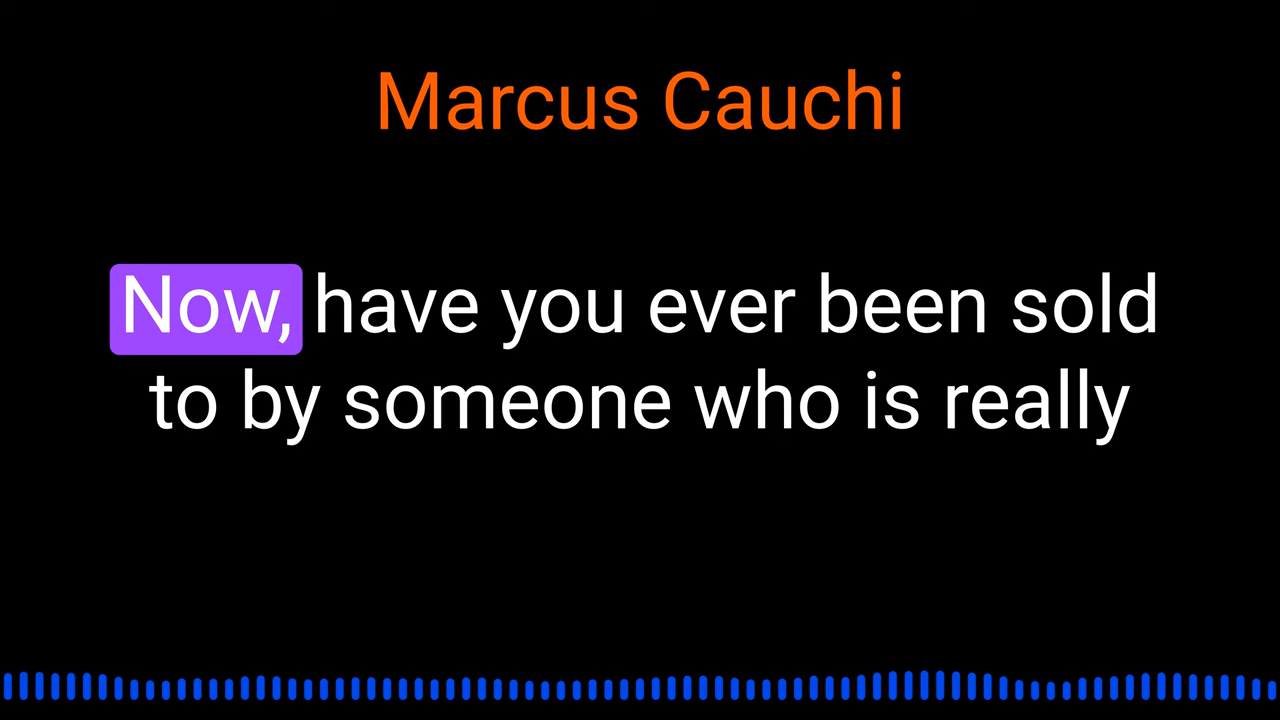 Marcus Cauchi
Now, have you ever been sold
to by someone who is really